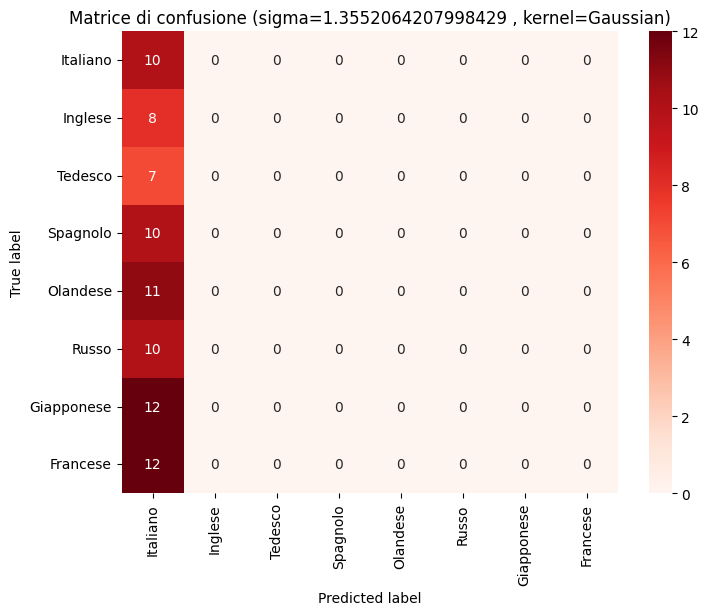 Matrice di confusione (sigma=1.3552064207998429 , kernel=Gaussian)
Italiano 10 0 0 0 0 0 0 0
Inglese 8 0 0 0 0 0 0 0
Tedesco 7 0 0 0 0 0 0 0
Spagnolo 10 0 0 0 0 0 0 0
Olandese 11 0 0 0 0 0 0 0
Russo 10 0 0 0 0 0 0 0
Giapponese 12 0 0 0 0 0 0 0
Francese 12 0 0 0 0 0 0 0
True label
Italiano Inglese Tedesco Spagnolo Olandese Russo Giapponese Francese
Predicted label
12
10
8
6
4
2
0